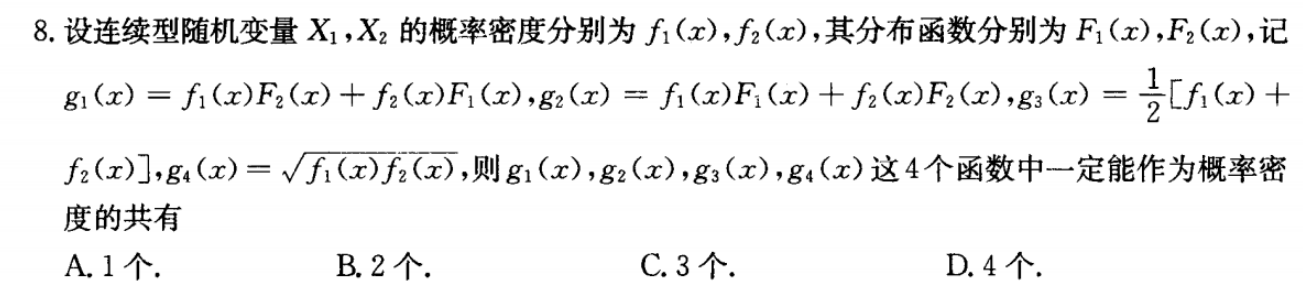 8. 设连续型随机变量 X₁,X₂ 的概率密度分别为 f₁(x),f₂(x),其分布函数分别为 F₁(x),F₂(x),记
g₁(x) = f₁(x)F₂(x)+f₂(x)F₁(x),g₂(x) = f₁(x)F₁(x)+f₂(x)F₂(x),g₃(x) = 1/2[f₁(x)+
f₂(x)],g₄(x)=√(f₁(x)f₂(x)),则 g₁(x),g₂(x),g₃(x),g₄(x)这4个函数中一定能作为概率密
度的共有
A. 1 个. B. 2 个. C. 3 个. D. 4 个.